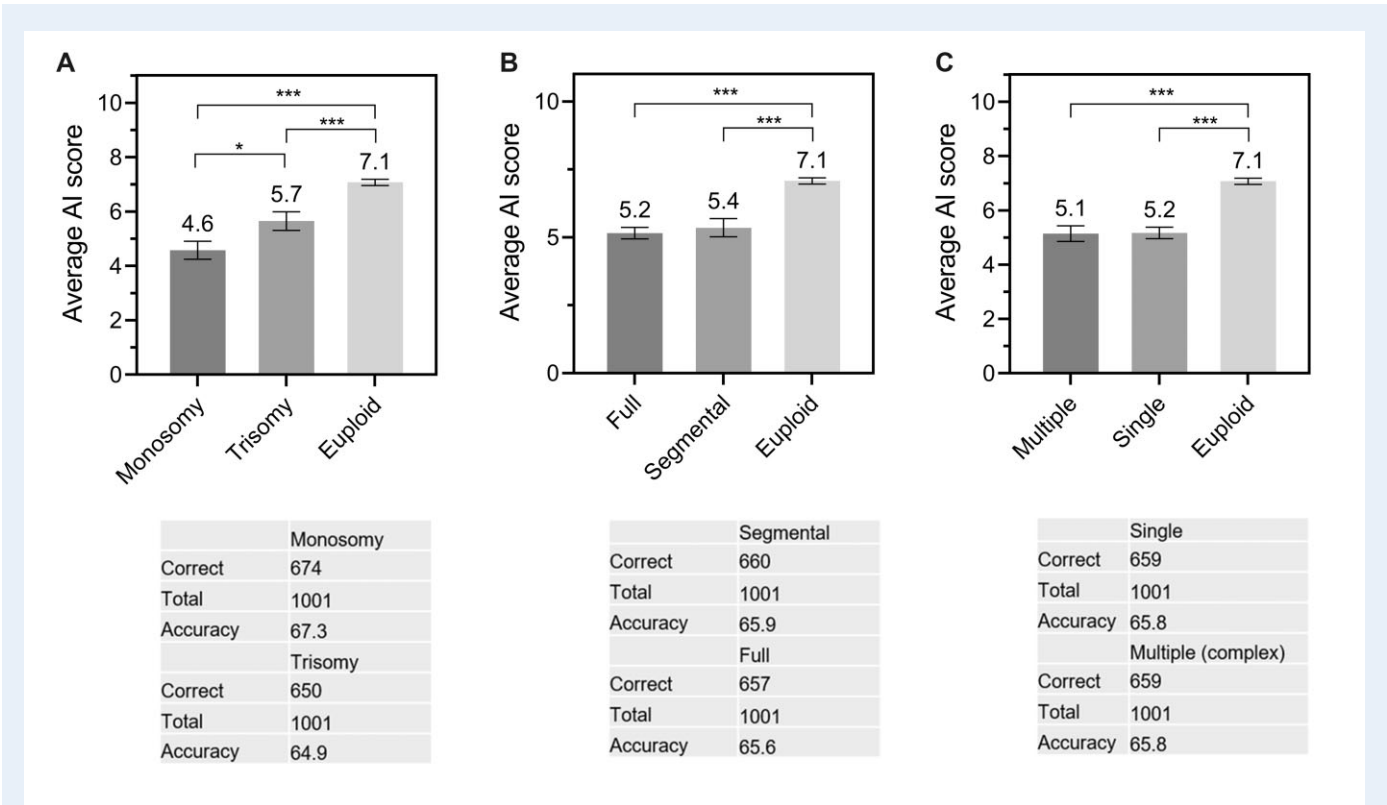 A
Average AI score
10
8
6
4
2
0
***
***
*
4.6
5.7
7.1
Monosomy
Trisomy
Euploid
Monosomy
Correct 674
Total 1001
Accuracy 67.3
Trisomy
Correct 650
Total 1001
Accuracy 64.9
B
Average AI score
10
5
0
***
***
5.2
5.4
7.1
Full
Segmental
Euploid
Segmental
Correct 660
Total 1001
Accuracy 65.9
Full
Correct 657
Total 1001
Accuracy 65.6
C
Average AI score
10
8
6
4
2
0
***
***
5.1
5.2
7.1
Multiple
Single
Euploid
Single
Correct 659
Total 1001
Accuracy 65.8
Multiple (complex)
Correct 659
Total 1001
Accuracy 65.8